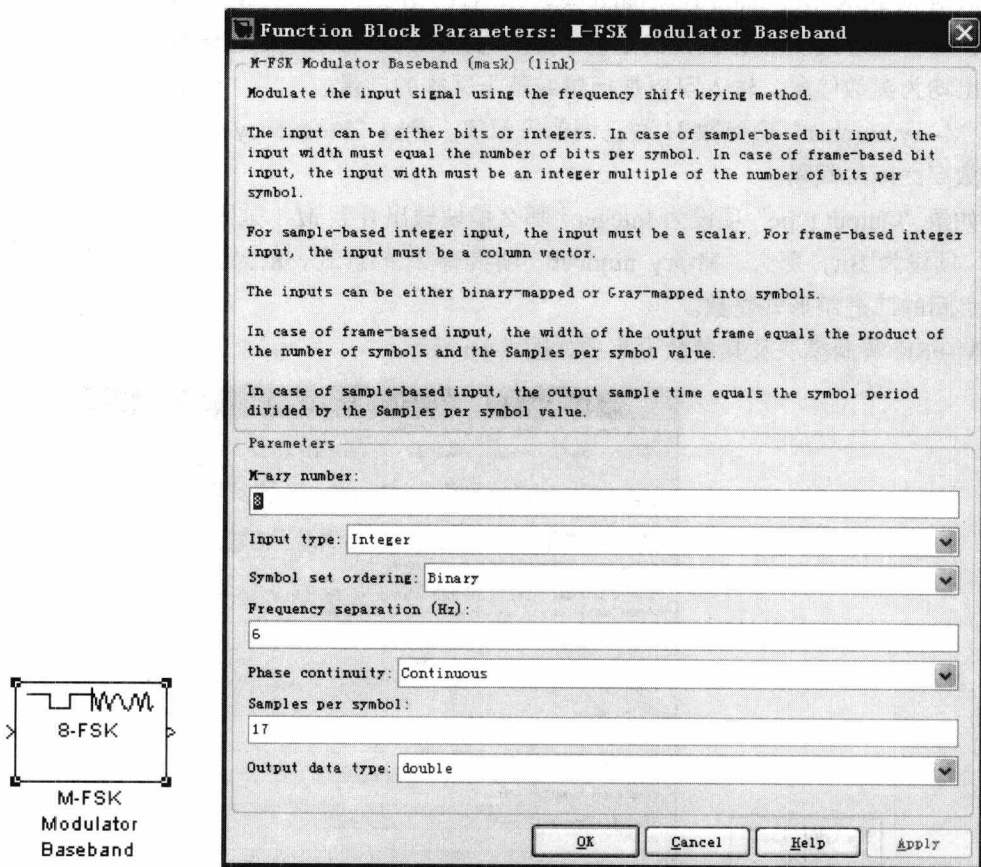 Function Block Parameters: M-FSK Modulator Baseband
M-FSK Modulator Baseband (mask) (link)
Modulate the input signal using the frequency shift keying method.
The input can be either bits or integers. In case of sample-based bit input, the
input width must equal the number of bits per symbol. In case of frame-based bit
input, the input width must be an integer multiple of the number of bits per
symbol.
For sample-based integer input, the input must be a scalar. For frame-based integer
input, the input must be a column vector.
The inputs can be either binary-mapped or Gray-mapped into symbols.
In case of frame-based input, the width of the output frame equals the product of
the number of symbols and the Samples per symbol value.
In case of sample-based input, the output sample time equals the symbol period
divided by the Samples per symbol value.
Parameters
M-ary number:
8
Input type: Integer
Symbol set ordering: Binary
Frequency separation (Hz):
6
Phase continuity: Continuous
Samples per symbol:
17
Output data type: double
OK Cancel Help Apply
8-FSK
M-FSK
Modulator
Baseband